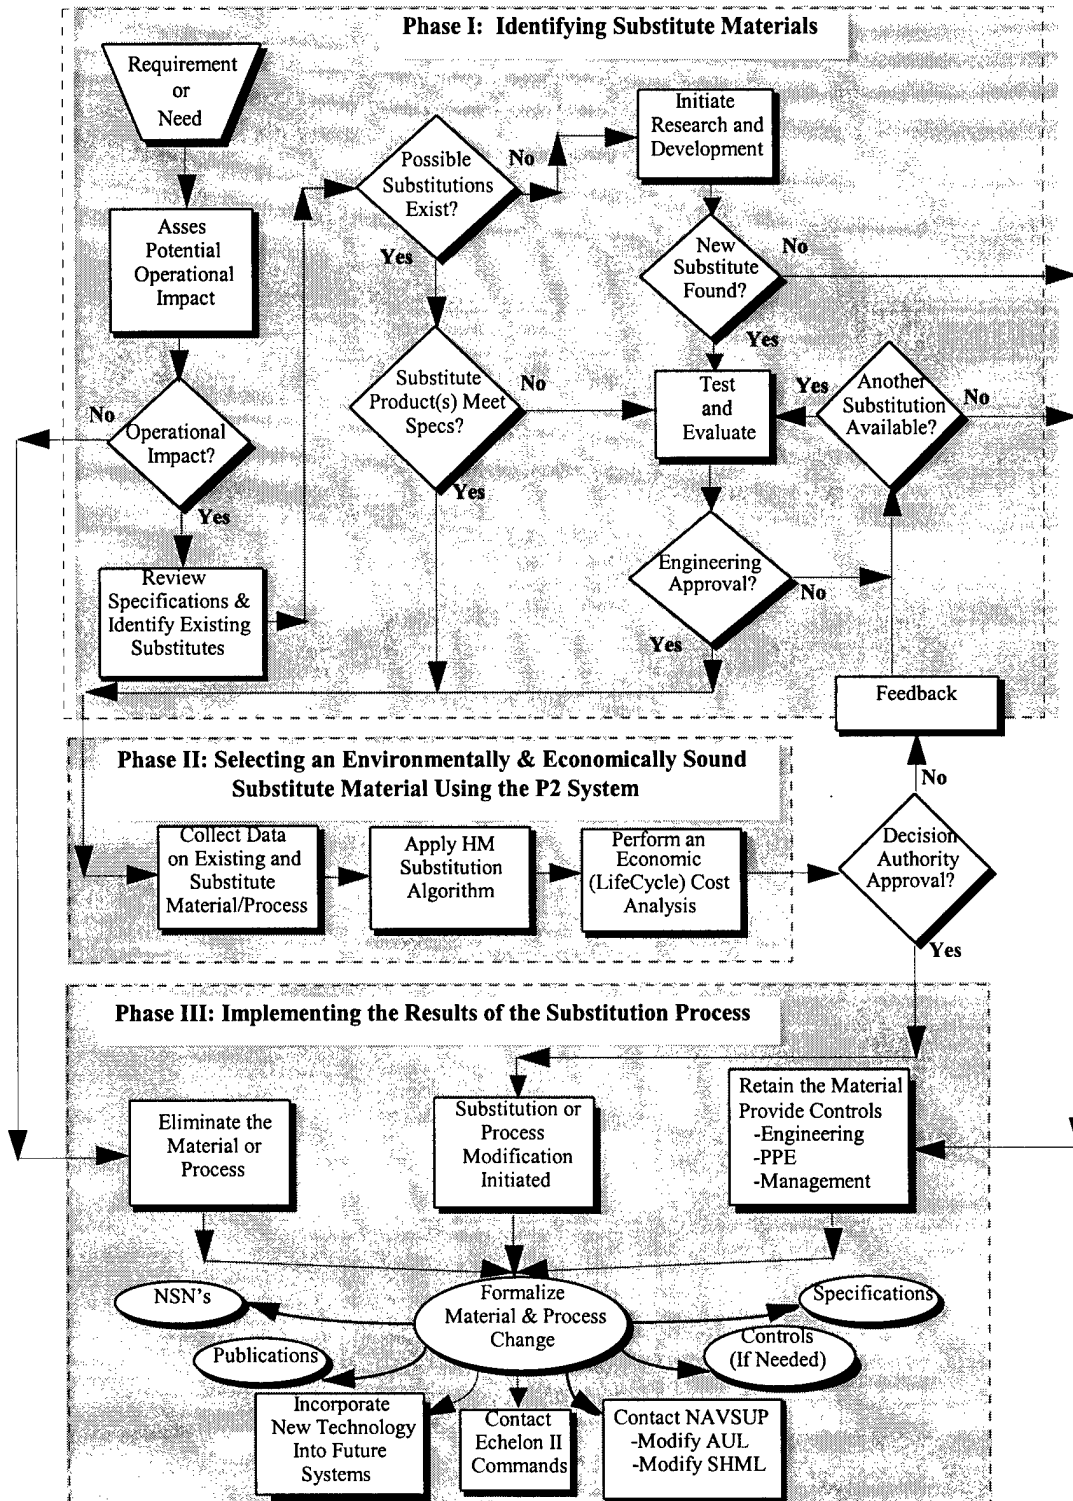 Phase I: Identifying Substitute Materials
Requirement
or
Need
Asses
Potential
Operational
Impact
No
Operational
Impact?
Yes
Review
Specifications &
Identify Existing
Substitutes
Possible
Substitutions
Exist?
No
Yes
Substitute
Product(s) Meet
Specs?
No
Yes
Initiate
Research and
Development
New
Substitute
Found?
No
Yes
Test
and
Evaluate
Yes
Another
Substitution
Available?
No
Engineering
Approval?
No
Yes
Feedback
No
Phase II: Selecting an Environmentally & Economically Sound
Substitute Material Using the P2 System
Collect Data
on Existing and
Substitute
Material/Process
Apply HM
Substitution
Algorithm
Perform an
Economic
(LifeCycle) Cost
Analysis
Decision
Authority
Approval?
Yes
Phase III: Implementing the Results of the Substitution Process
Eliminate the
Material or
Process
Substitution or
Process
Modification
Initiated
Retain the Material
Provide Controls
-Engineering
-PPE
-Management
Formalize
Material & Process
Change
NSN's
Publications
Specifications
Controls
(If Needed)
Incorporate
New Technology
Into Future
Systems
Contact
Echelon II
Commands
Contact NAVSUP
-Modify AUL
-Modify SHML